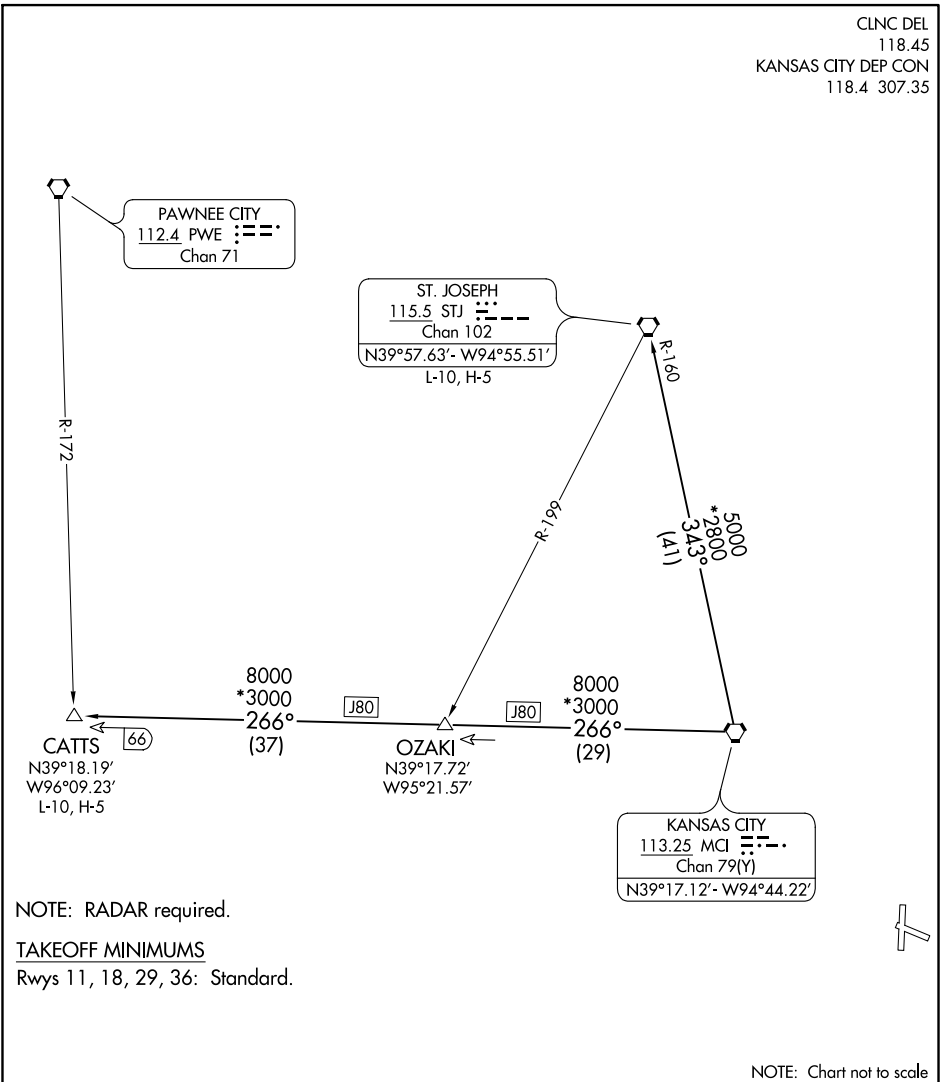 CLNC DEL
118.45
KANSAS CITY DEP CON
118.4 307.35
PAWNEE CITY
112.4 PWE
Chan 71
ST. JOSEPH
115.5 STJ
Chan 102
N39°57.63'- W94°55.51'
L-10, H-5
R-160
R-172
R-199
5000
*2800
343°
(41)
8000
*3000
266°
(37)
J80
8000
*3000
266°
(29)
J80
66
CATTS
N39°18.19'
W96°09.23'
L-10, H-5
OZAKI
N39°17.72'
W95°21.57'
KANSAS CITY
113.25 MCI
Chan 79(Y)
N39°17.12'- W94°44.22'
NOTE: RADAR required.
TAKEOFF MINIMUMS
Rwys 11, 18, 29, 36: Standard.
NOTE: Chart not to scale